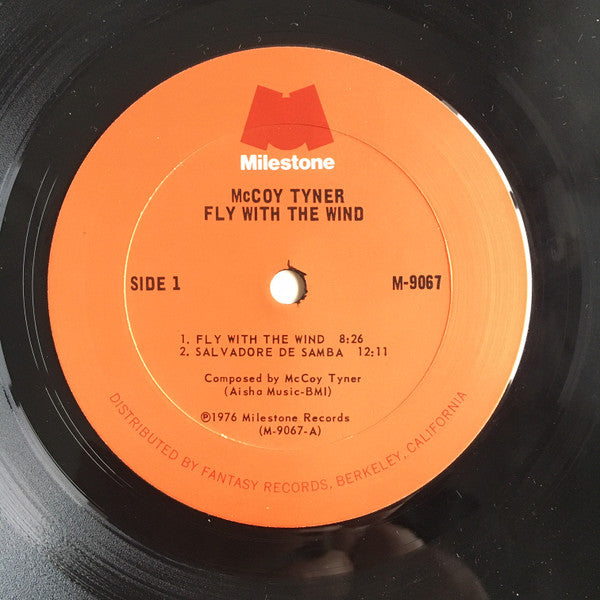 Milestone
McCOY TYNER
FLY WITH THE WIND
SIDE 1
M-9067
1. FLY WITH THE WIND 8:26
2. SALVADORE DE SAMBA 12:11
Composed by McCoy Tyner
(Aisha Music-BMI)
℗1976 Milestone Records
(M-9067-A)
DISTRIBUTED BY FANTASY RECORDS, BERKELEY, CALIFORNIA